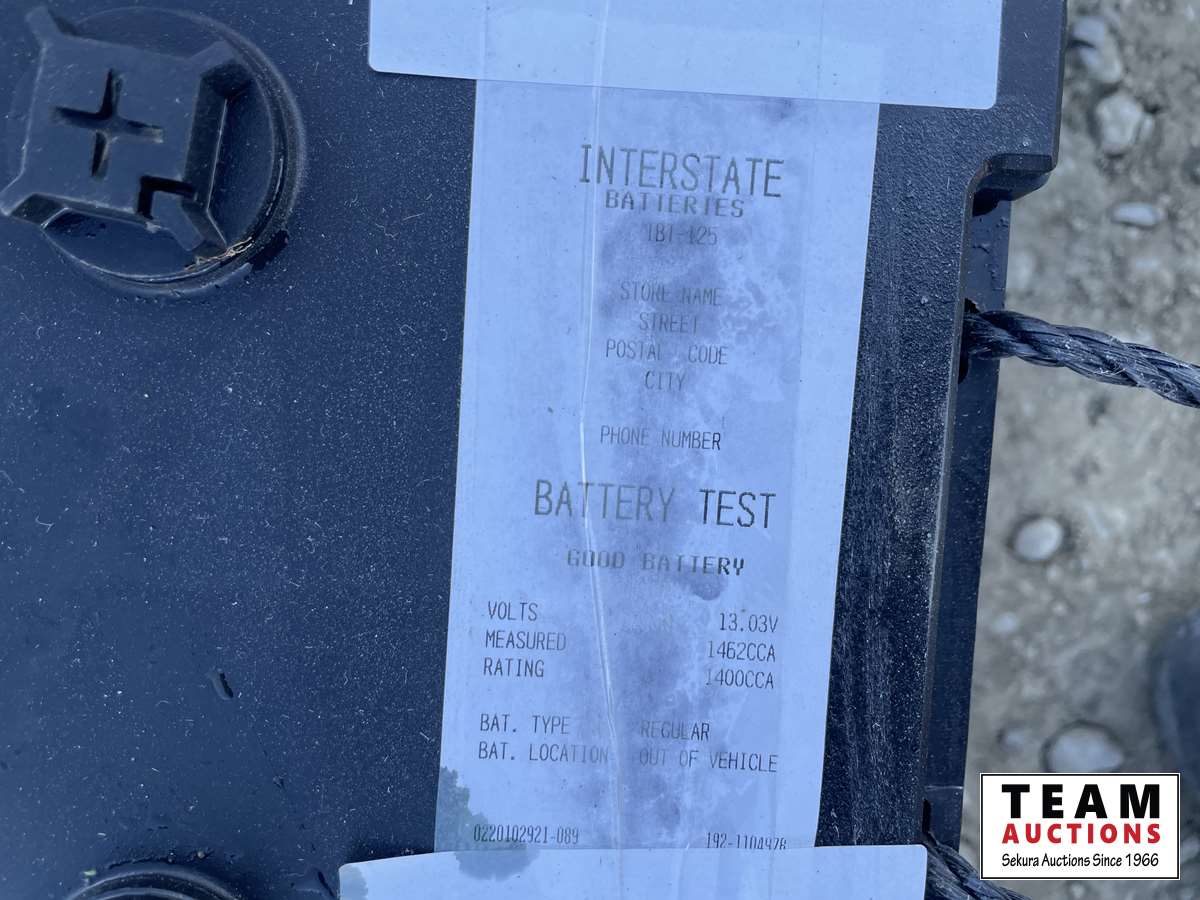 INTERSTATE
BATTERIES
IBT-125
STORE NAME
STREET
POSTAL CODE
CITY
PHONE NUMBER
BATTERY TEST
GOOD BATTERY
VOLTS 13.03V
MEASURED 1462CCA
RATING 1400CCA
BAT. TYPE REGULAR
BAT. LOCATION OUT OF VEHICLE
0220102921-089 192-110497B
TEAM
AUCTIONS
Sekura Auctions Since 1966